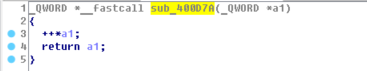 1 _QWORD *__fastcall sub_400D7A(_QWORD *a1)
2 {
3 ++*a1;
4 return a1;
5 }